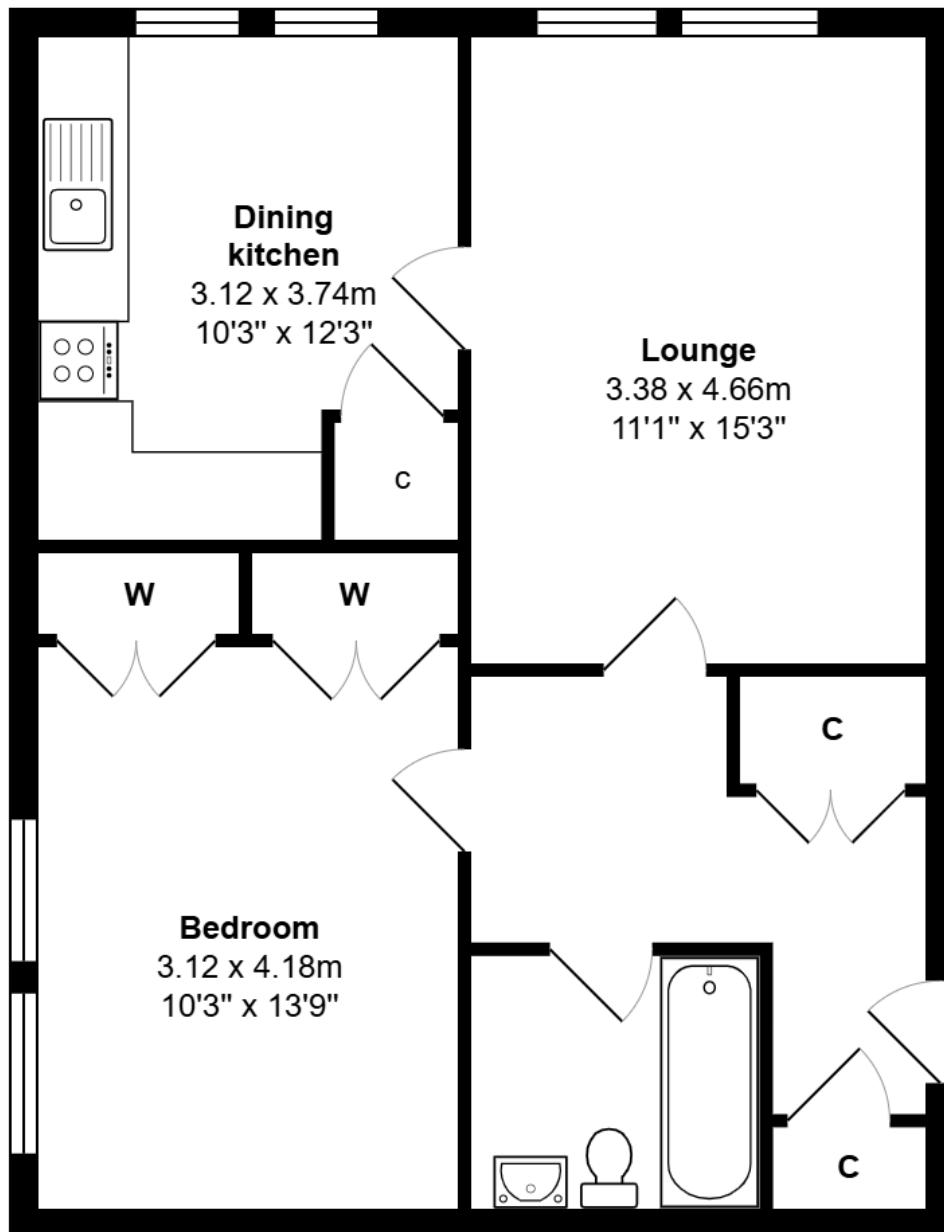 Dining
kitchen
3.12 x 3.74m
10'3" x 12'3"
Lounge
3.38 x 4.66m
11'1" x 15'3"
c
W
W
C
Bedroom
3.12 x 4.18m
10'3" x 13'9"
C